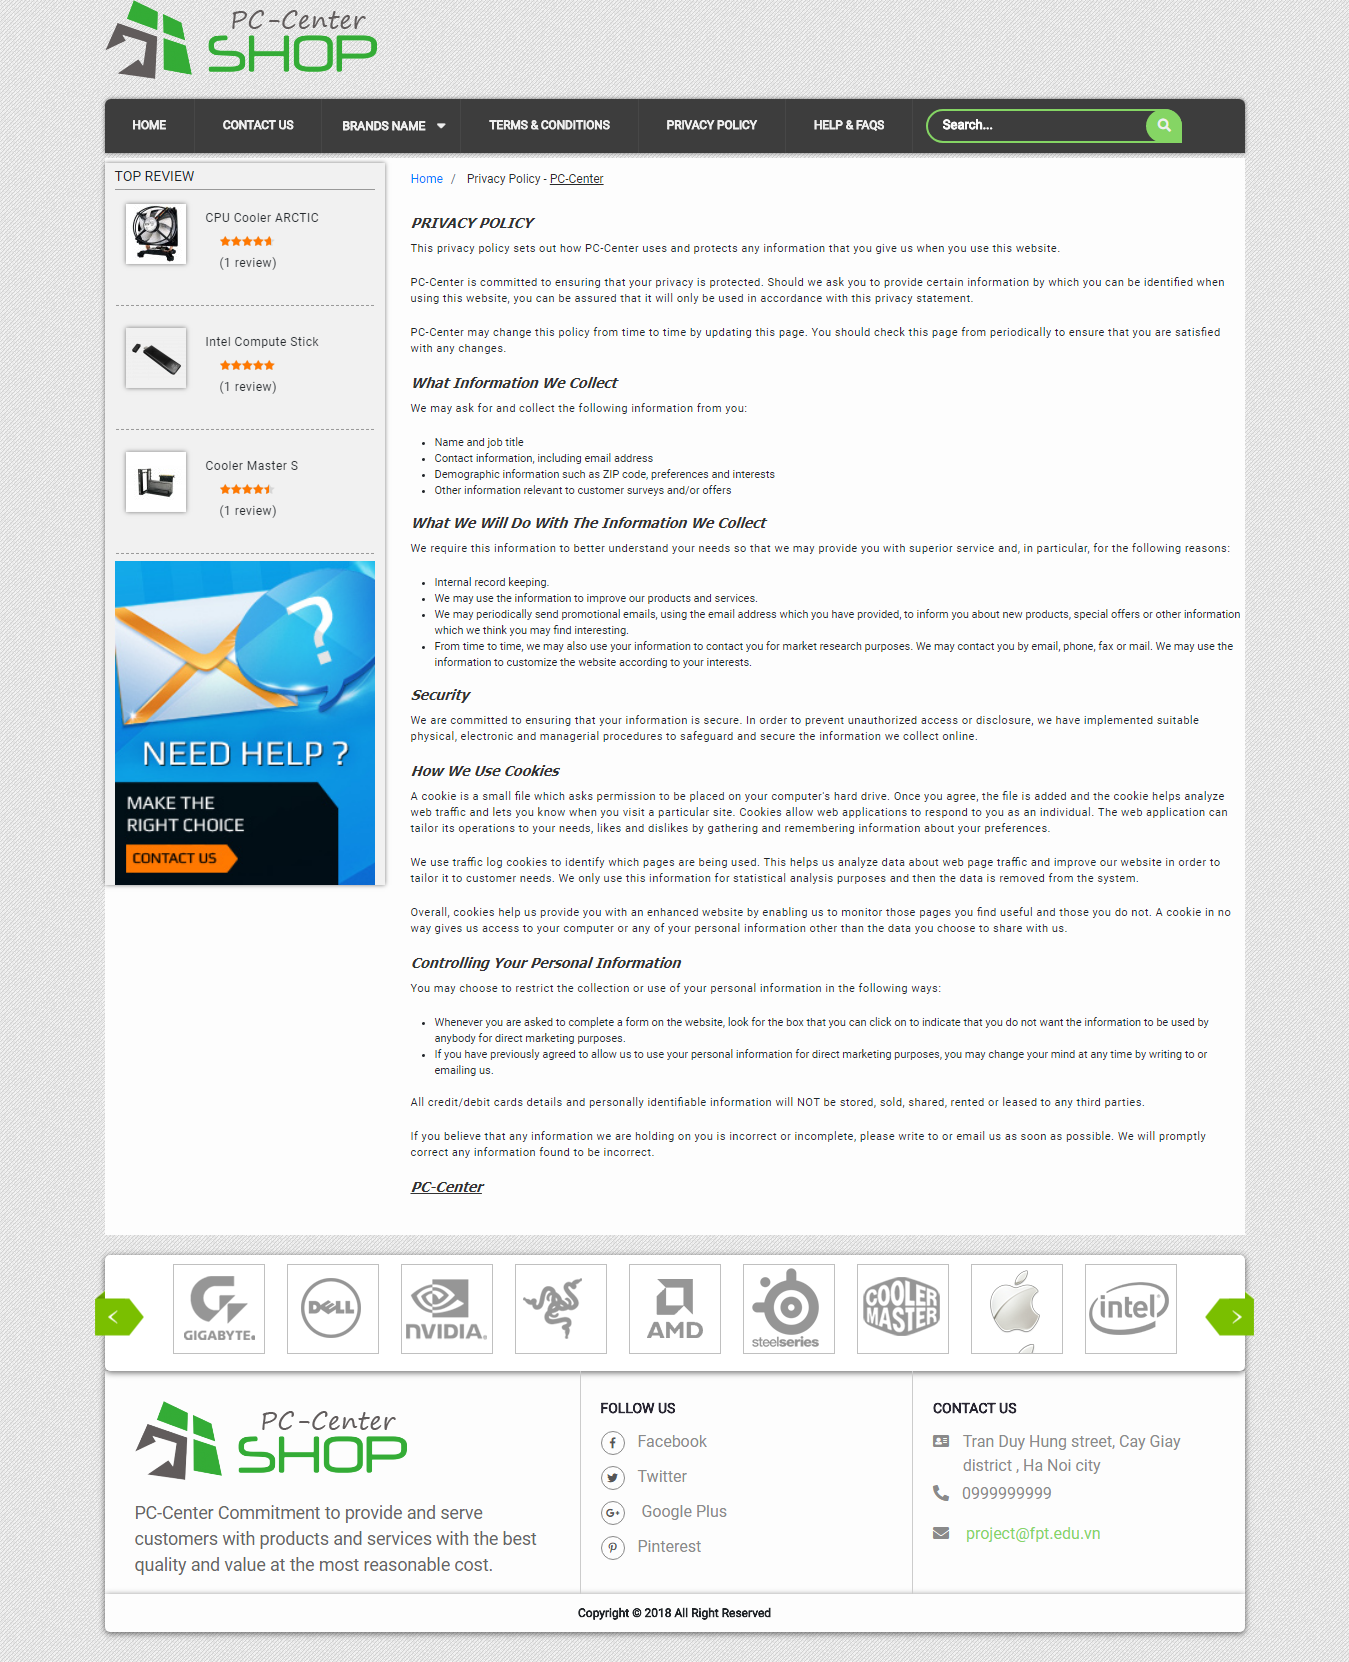 PC-Center
SHOP
HOME
CONTACT US
BRANDS NAME
TERMS & CONDITIONS
PRIVACY POLICY
HELP & FAQS
Search...
TOP REVIEW
CPU Cooler ARCTIC
(1 review)
Intel Compute Stick
(1 review)
Cooler Master S
(1 review)
?
NEED HELP ?
MAKE THE
RIGHT CHOICE
CONTACT US
Home / Privacy Policy - PC-Center
PRIVACY POLICY
This privacy policy sets out how PC-Center uses and protects any information that you give us when you use this website.
PC-Center is committed to ensuring that your privacy is protected. Should we ask you to provide certain information by which you can be identified when
using this website, you can be assured that it will only be used in accordance with this privacy statement.
PC-Center may change this policy from time to time by updating this page. You should check this page from periodically to ensure that you are satisfied
with any changes.
What Information We Collect
We may ask for and collect the following information from you:
• Name and job title
• Contact information, including email address
• Demographic information such as ZIP code, preferences and interests
• Other information relevant to customer surveys and/or offers
What We Will Do With The Information We Collect
We require this information to better understand your needs so that we may provide you with superior service and, in particular, for the following reasons:
• Internal record keeping.
• We may use the information to improve our products and services.
• We may periodically send promotional emails, using the email address which you have provided, to inform you about new products, special offers or other information
which we think you may find interesting.
• From time to time, we may also use your information to contact you for market research purposes. We may contact you by email, phone, fax or mail. We may use the
information to customize the website according to your interests.
Security
We are committed to ensuring that your information is secure. In order to prevent unauthorized access or disclosure, we have implemented suitable
physical, electronic and managerial procedures to safeguard and secure the information we collect online.
How We Use Cookies
A cookie is a small file which asks permission to be placed on your computer's hard drive. Once you agree, the file is added and the cookie helps analyze
web traffic and lets you know when you visit a particular site. Cookies allow web applications to respond to you as an individual. The web application can
tailor its operations to your needs, likes and dislikes by gathering and remembering information about your preferences.
We use traffic log cookies to identify which pages are being used. This helps us analyze data about web page traffic and improve our website in order to
tailor it to customer needs. We only use this information for statistical analysis purposes and then the data is removed from the system.
Overall, cookies help us provide you with an enhanced website by enabling us to monitor those pages you find useful and those you do not. A cookie in no
way gives us access to your computer or any of your personal information other than the data you choose to share with us.
Controlling Your Personal Information
You may choose to restrict the collection or use of your personal information in the following ways:
• Whenever you are asked to complete a form on the website, look for the box that you can click on to indicate that you do not want the information to be used by
anybody for direct marketing purposes.
• If you have previously agreed to allow us to use your personal information for direct marketing purposes, you may change your mind at any time by writing to or
emailing us.
All credit/debit cards details and personally identifiable information will NOT be stored, sold, shared, rented or leased to any third parties.
If you believe that any information we are holding on you is incorrect or incomplete, please write to or email us as soon as possible. We will promptly
correct any information found to be incorrect.
PC-Center
GIGABYTE
DELL
NVIDIA
AMD
steelseries
COOLER
MASTER
intel
PC-Center
SHOP
PC-Center Commitment to provide and serve
customers with products and services with the best
quality and value at the most reasonable cost.
FOLLOW US
Facebook
Twitter
Google Plus
Pinterest
CONTACT US
Tran Duy Hung street, Cay Giay
district , Ha Noi city
0999999999
project@fpt.edu.vn
Copyright © 2018 All Right Reserved